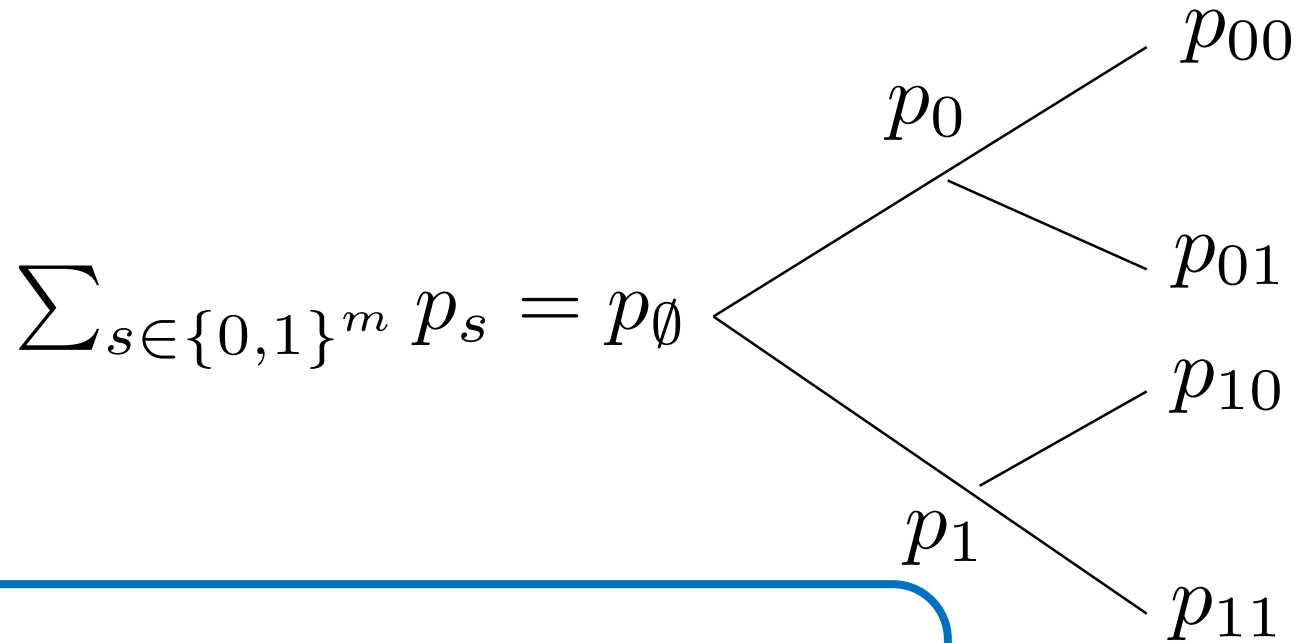 p_{00}
p_0
p_{01}
\sum_{s \in \{0,1\}^m} p_s = p_\emptyset
p_{10}
p_1
p_{11}